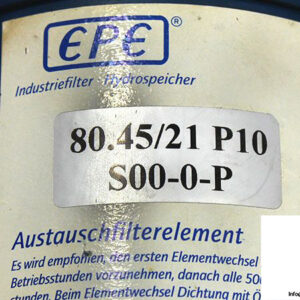 EPE
Industriefilter · Hydrospeicher
80.45/21 P10
S00-0-P
Austauschfilterelement
Es wird empfohlen, den ersten Elementwechsel
Betriebsstunden vorzunehmen, danach alle 500
stunden. Beim Elementwechsel Dichtung mit Ö